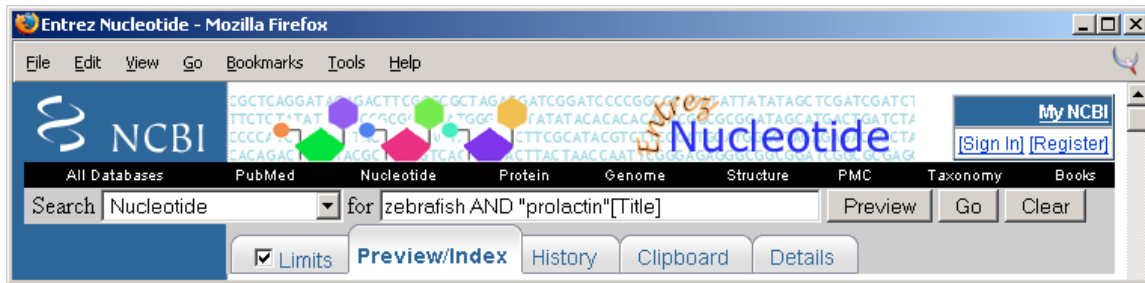 Entrez Nucleotide - Mozilla Firefox
File Edit View Go Bookmarks Tools Help
NCBI
Entrez Nucleotide
My NCBI
[Sign In] [Register]
All Databases PubMed Nucleotide Protein Genome Structure PMC Taxonomy Books
Search Nucleotide for zebrafish AND "prolactin"[Title] Preview Go Clear
Limits Preview/Index History Clipboard Details